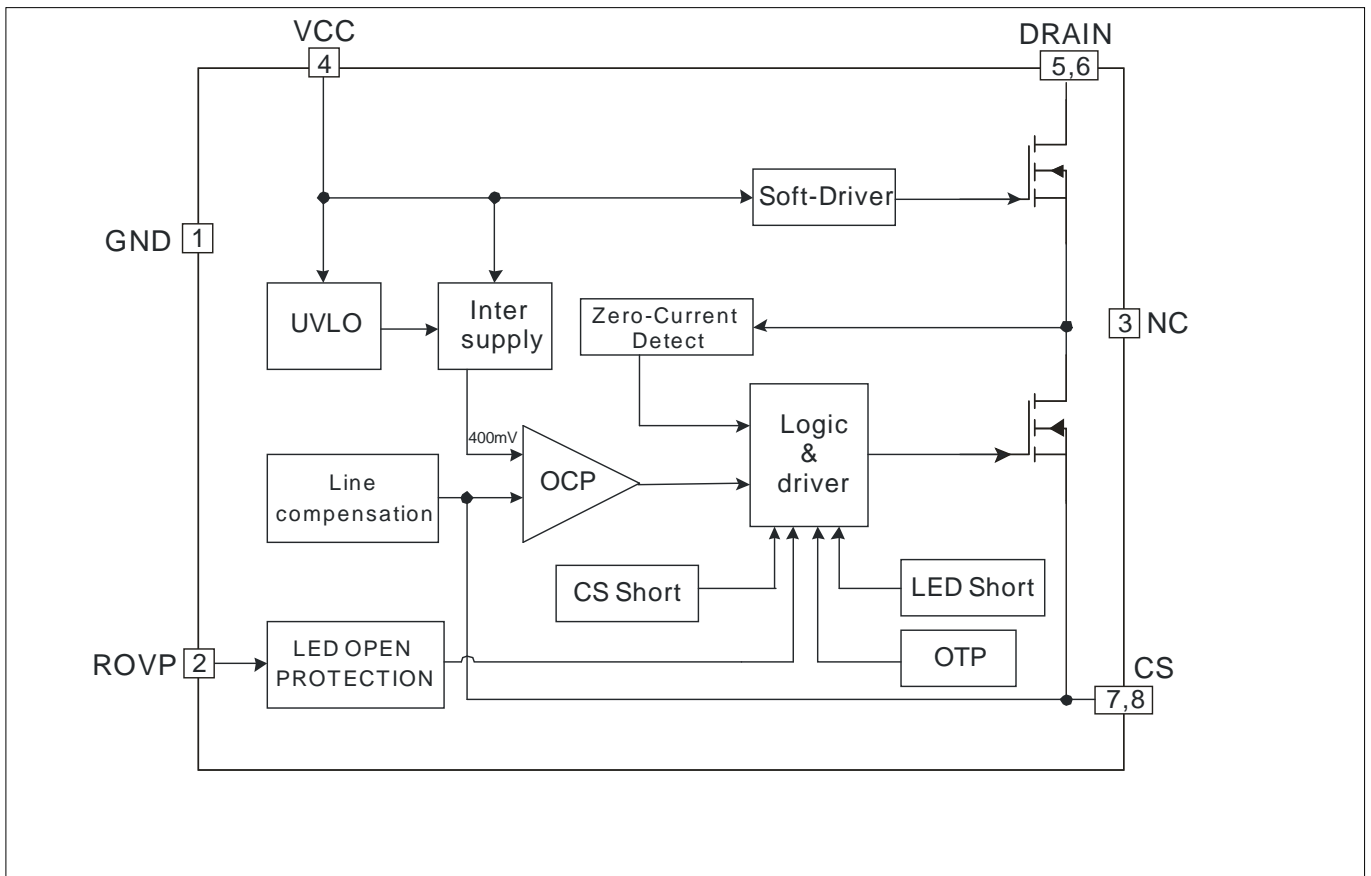 VCC
4
DRAIN
5,6
Soft-Driver
GND
1
UVLO
Inter
supply
Zero-Current
Detect
3
NC
400mV
OCP
Logic
&
driver
Line
compensation
CS Short
LED Short
ROVP
2
LED OPEN
PROTECTION
OTP
CS
7,8